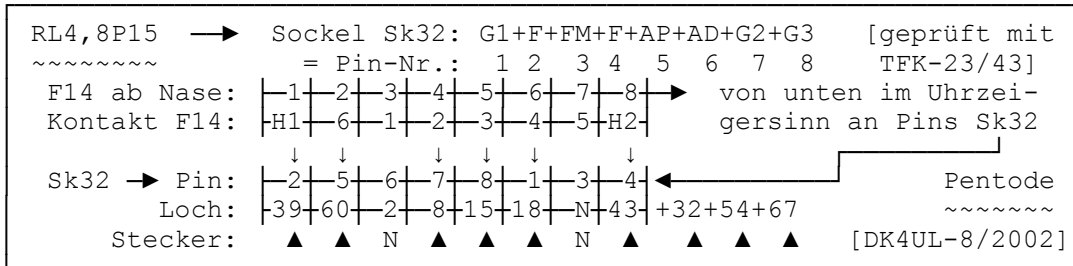 RL4,8P15 ──► Sockel Sk32: G1+F+FM+F+AP+AD+G2+G3 [geprüft mit
~~~~~~~~ = Pin-Nr.: 1 2 3 4 5 6 7 8 TFK-23/43]
F14 ab Nase: ├─1┼─2┼─3┼─4┼─5┼─6┼─7┼─8┼► von unten im Uhrzei-
Kontakt F14: ├H1┼─6┼─1┼─2┼─3┼─4┼─5┼H2┤ gersinn an Pins Sk32
↓ ↓ ↓ ↓ ↓ ↓
Sk32 ─► Pin: ├─2┼─5┼─6┼─7┼─8┼─1┼─3┼─4┤◄ Pentode
Loch: ├39┼60┼─2┼─8┼15┼18┼─N┼43┤+32+54+67 ~~~~~~~
Stecker: ▲ ▲ N ▲ ▲ ▲ N ▲ ▲ ▲ ▲ [DK4UL-8/2002]